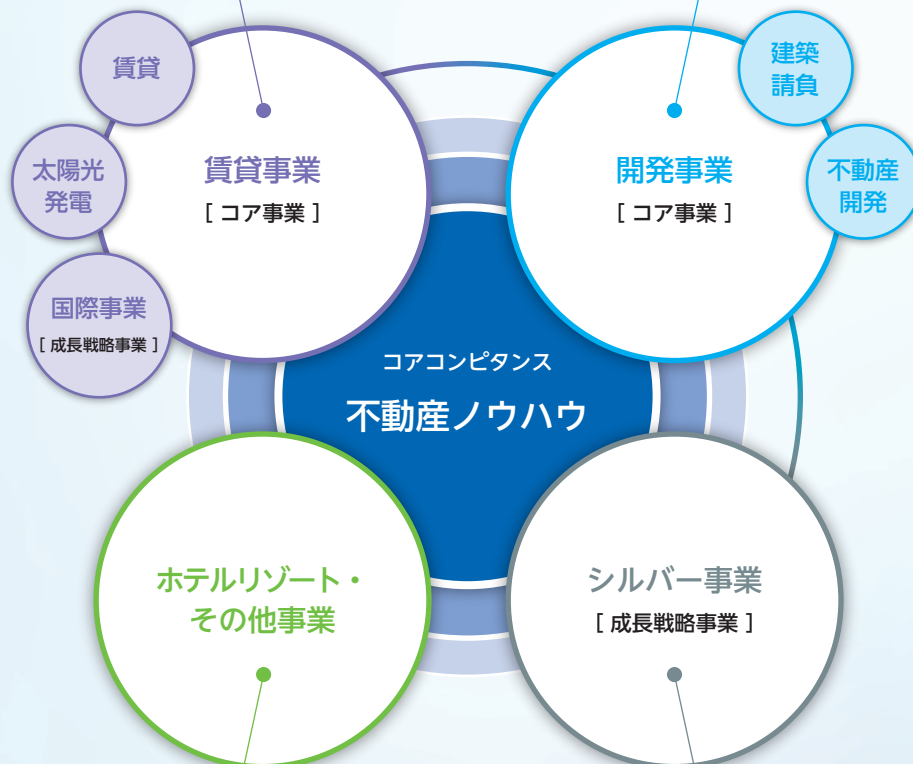 賃貸
太陽光
発電
国際事業
[ 成長戦略事業 ]
賃貸事業
[ コア事業 ]
開発事業
[ コア事業 ]
建築
請負
不動産
開発
コアコンピタンス
不動産ノウハウ
ホテルリゾート・
その他事業
シルバー事業
[ 成長戦略事業 ]